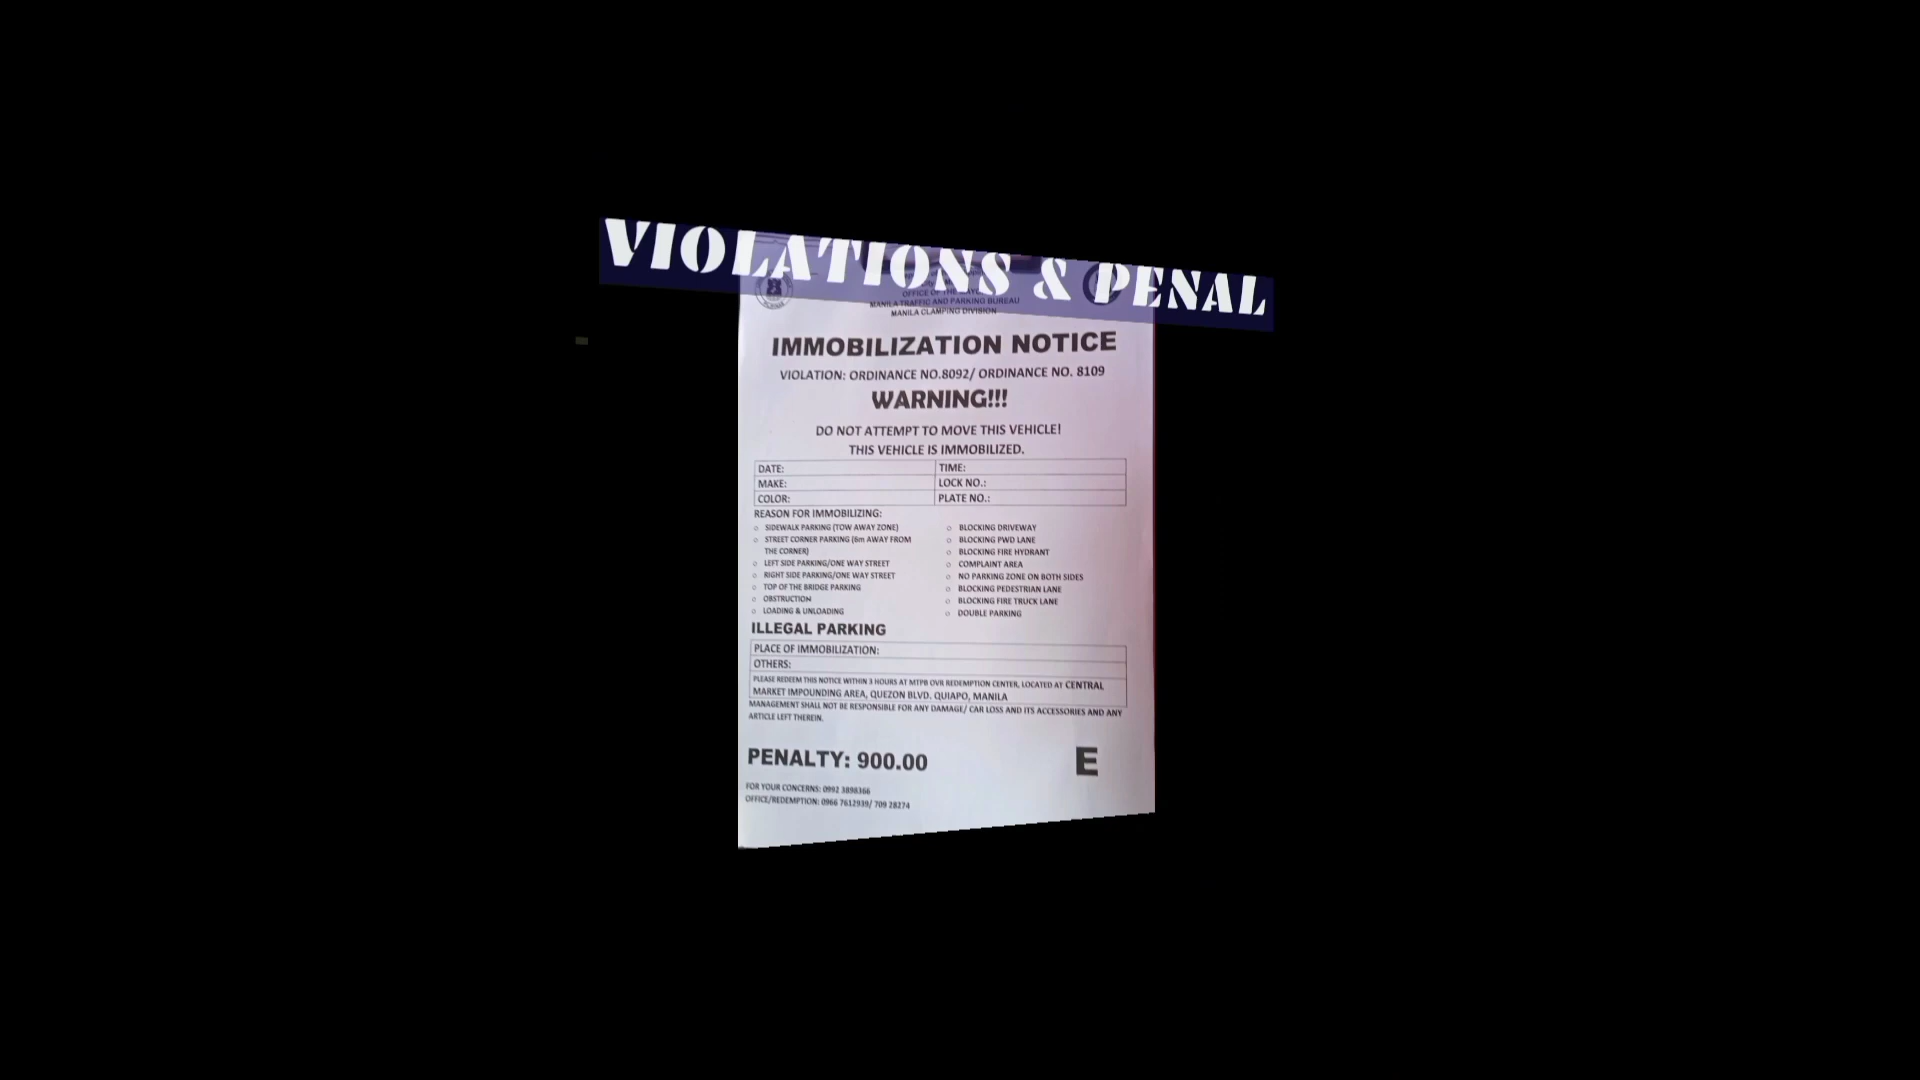 VIOLATIONS & PENAL
OFFICE OF THE
MANILA TRAFFIC AND PARKING BUREAU
MANILA CLAMPING DIVISION
IMMOBILIZATION NOTICE
VIOLATION: ORDINANCE NO.8092/ ORDINANCE NO. 8109
WARNING!!!
DO NOT ATTEMPT TO MOVE THIS VEHICLE!
THIS VEHICLE IS IMMOBILIZED.
DATE: TIME:
MAKE: LOCK NO.:
COLOR: PLATE NO.:
REASON FOR IMMOBILIZING:
SIDEWALK PARKING (TOW AWAY ZONE)
STREET CORNER PARKING (6m AWAY FROM
THE CORNER)
LEFT SIDE PARKING/ONE WAY STREET
RIGHT SIDE PARKING/ONE WAY STREET
TOP OF THE BRIDGE PARKING
OBSTRUCTION
LOADING & UNLOADING
BLOCKING DRIVEWAY
BLOCKING PWD LANE
BLOCKING FIRE HYDRANT
COMPLAINT AREA
NO PARKING ZONE ON BOTH SIDES
BLOCKING PEDESTRIAN LANE
BLOCKING FIRE TRUCK LANE
DOUBLE PARKING
ILLEGAL PARKING
PLACE OF IMMOBILIZATION:
OTHERS:
PLEASE REDEEM THIS NOTICE WITHIN 3 HOURS AT MTPB OVR REDEMPTION CENTER, LOCATED AT CENTRAL
MARKET IMPOUNDING AREA, QUEZON BLVD. QUIAPO, MANILA
MANAGEMENT SHALL NOT BE RESPONSIBLE FOR ANY DAMAGE/ CAR LOSS AND ITS ACCESSORIES AND ANY
ARTICLE LEFT THEREIN.
PENALTY: 900.00 E
FOR YOUR CONCERNS: 0992 3898366
OFFICE/REDEMPTION: 0966 7612939/ 709 28274